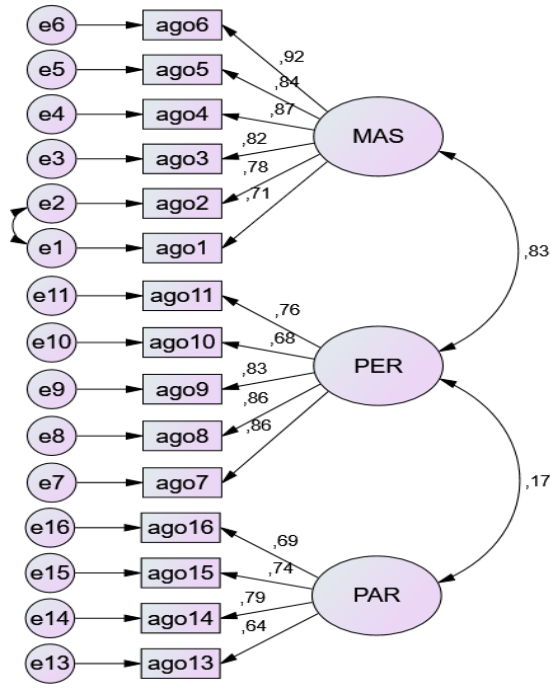 e6 ago6
,92
e5 ago5
,84
e4 ago4
,87
MAS
e3 ago3
,82
e2 ago2
,78
e1 ago1
,71
,83
e11 ago11
,76
e10 ago10
,68
PER
e9 ago9
,83
e8 ago8
,86
e7 ago7
,86
,17
e16 ago16
,69
e15 ago15
,74
PAR
e14 ago14
,79
e13 ago13
,64